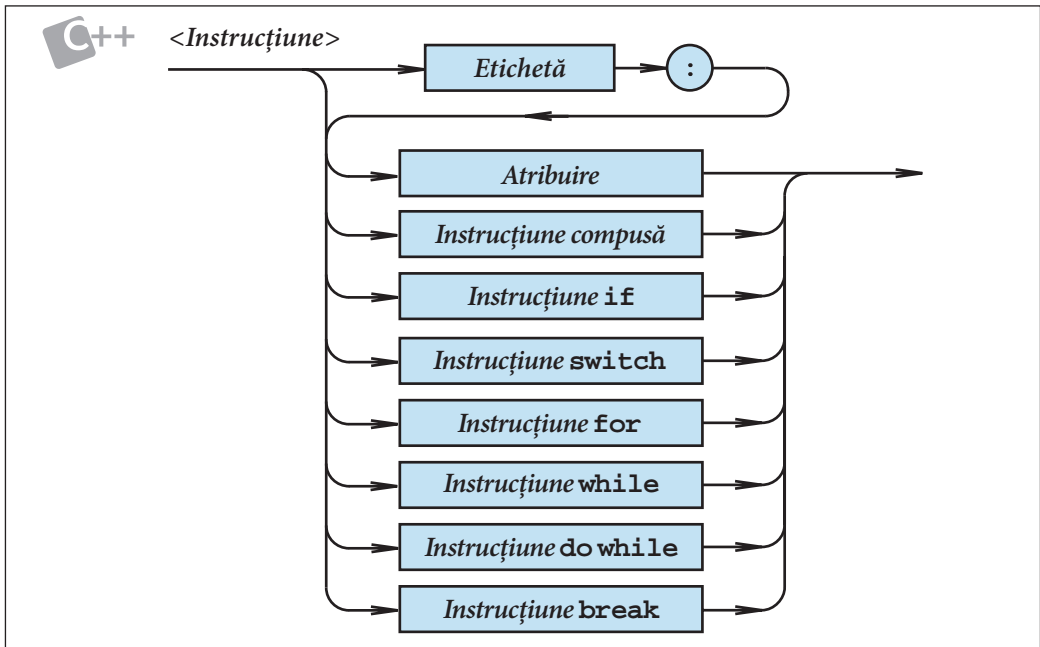 C++ <Instrucțiune>
Etichetă :
Atribuire
Instrucțiune compusă
Instrucțiune if
Instrucțiune switch
Instrucțiune for
Instrucțiune while
Instrucțiune do while
Instrucțiune break